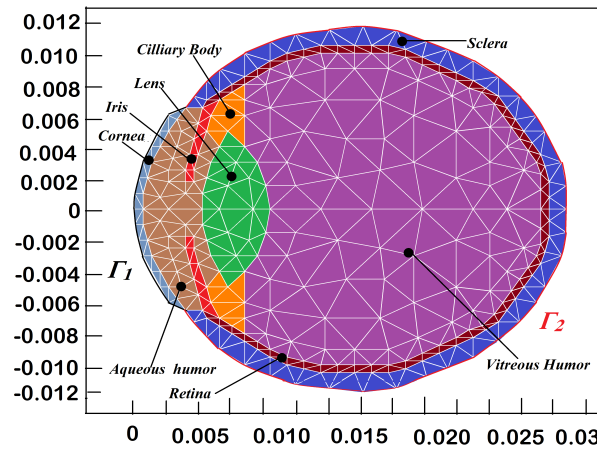 0.012
0.010
0.008
0.006
0.004
0.002
0
-0.002
-0.004
-0.006
-0.008
-0.010
-0.012
Cilliary Body
Sclera
Lens
Iris
Cornea
Γ1
Γ2
Aqueous humor
Retina
Vitreous Humor
0 0.005 0.010 0.015 0.020 0.025 0.03